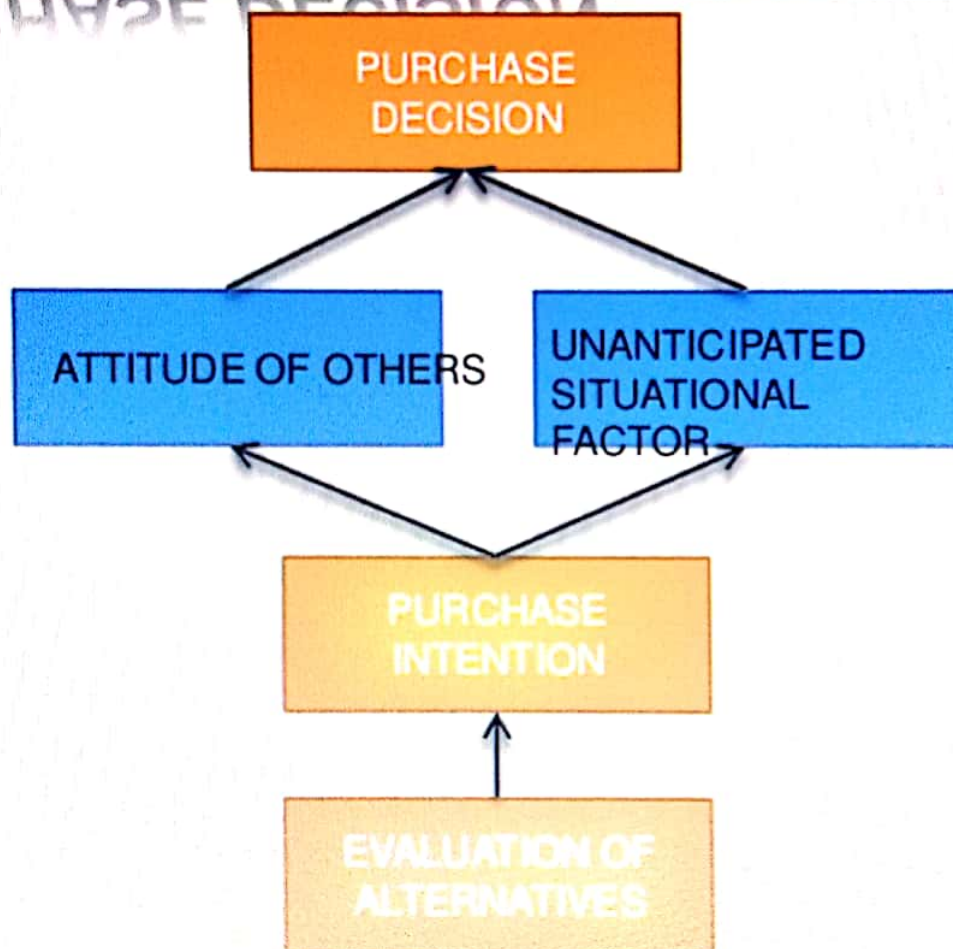 PURCHASE
DECISION
ATTITUDE OF OTHERS
UNANTICIPATED
SITUATIONAL
FACTOR
PURCHASE
INTENTION
EVALUATION OF
ALTERNATIVES